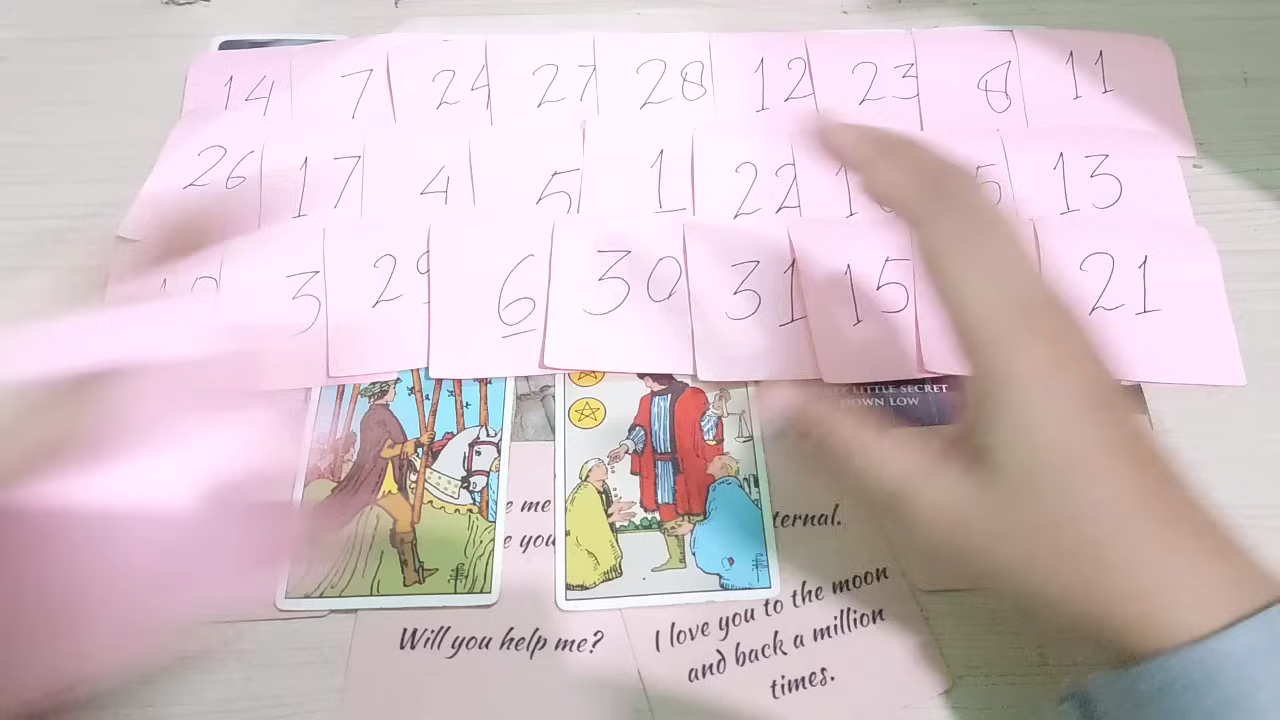 14 7 24 27 28 12 23 8 11
26 17 4 5 1 22 5 13
3 29 6 30 31 15 21
LITTLE SECRET
DOWN LOW
e me
ternal.
e you
Will you help me?
I love you to the moon
and back a million
times.